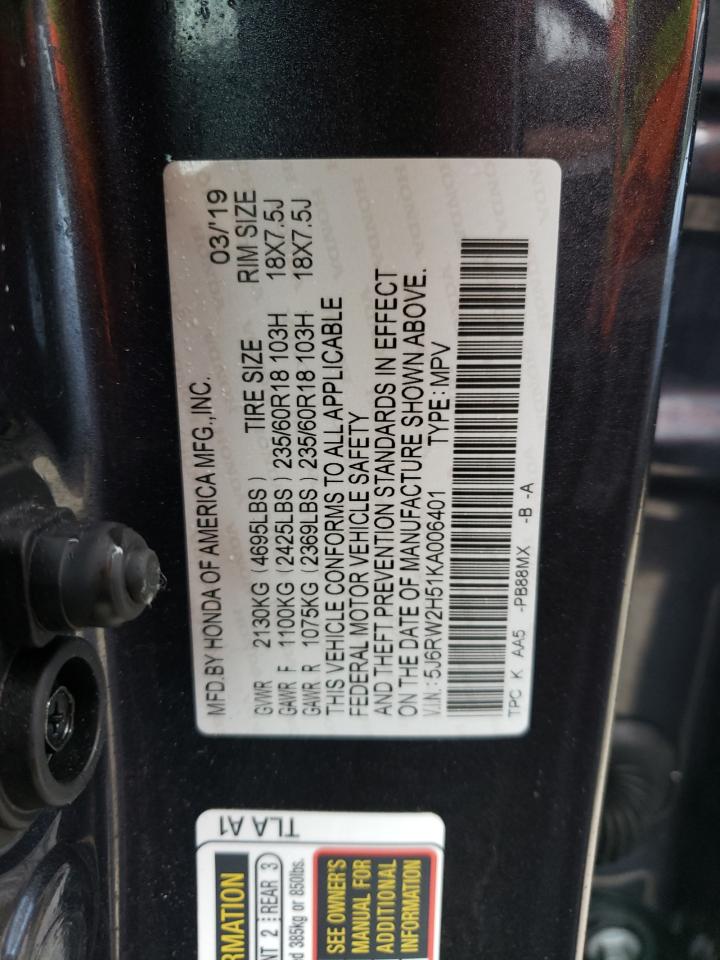 MFD.BY HONDA OF AMERICA MFG.,INC. 03/'19
TIRE SIZE RIM SIZE
GVWR 2130KG (4695LBS)
GAWR F 1100KG (2425LBS) 235/60R18 103H 18X7.5J
GAWR R 1075KG (2369LBS) 235/60R18 103H 18X7.5J
THIS VEHICLE CONFORMS TO ALL APPLICABLE
FEDERAL MOTOR VEHICLE SAFETY
AND THEFT PREVENTION STANDARDS IN EFFECT
ON THE DATE OF MANUFACTURE SHOWN ABOVE.
V.I.N.:5J6RW2H51KA006401 TYPE:MPV
TPC K AA5 -PB88MX -B -A
TLA A1
REAR 3
385kg or 850lbs.
SEE OWNER'S
MANUAL FOR
ADDITIONAL
INFORMATION